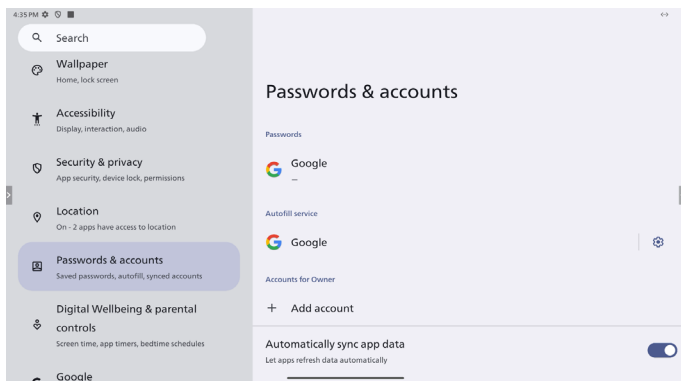 4:35 PM
Search
Wallpaper
Home, lock screen
Accessibility
Display, interaction, audio
Security & privacy
App security, device lock, permissions
Location
On - 2 apps have access to location
Passwords & accounts
Saved passwords, autofill, synced accounts
Digital Wellbeing & parental
controls
Screen time, app timers, bedtime schedules
Google
Passwords & accounts
Passwords
Google
–
Autofill service
Google
Accounts for Owner
+ Add account
Automatically sync app data
Let apps refresh data automatically